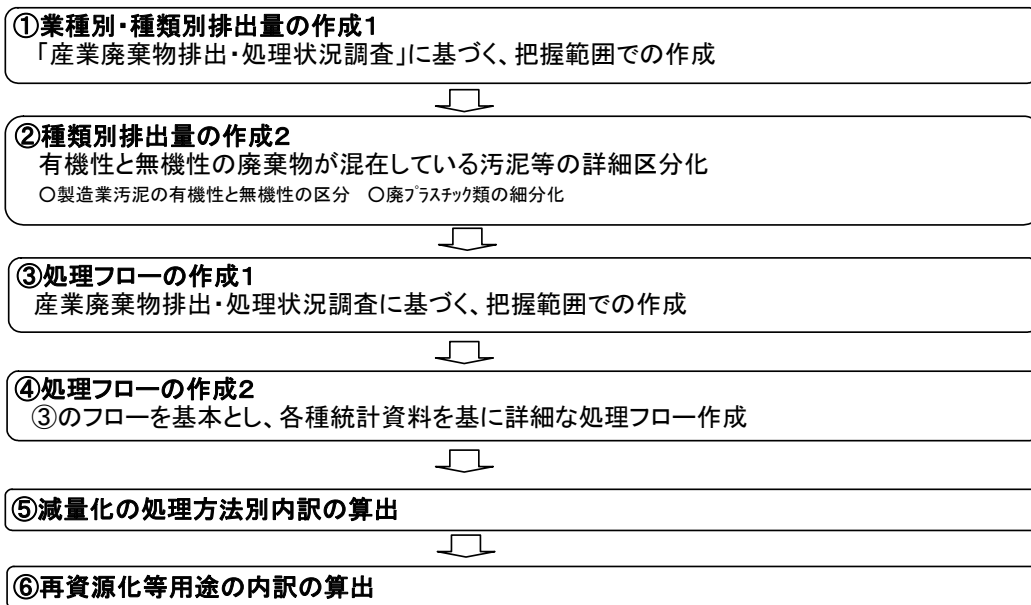 ①業種別・種類別排出量の作成1
「産業廃棄物排出・処理状況調査」に基づく、把握範囲での作成
②種類別排出量の作成2
有機性と無機性の廃棄物が混在している汚泥等の詳細区分化
○製造業汚泥の有機性と無機性の区分　○廃ﾌﾟﾗｽﾁｯｸ類の細分化
③処理フローの作成1
産業廃棄物排出・処理状況調査に基づく、把握範囲での作成
④処理フローの作成2
③のフローを基本とし、各種統計資料を基に詳細な処理フロー作成
⑤減量化の処理方法別内訳の算出
⑥再資源化等用途の内訳の算出